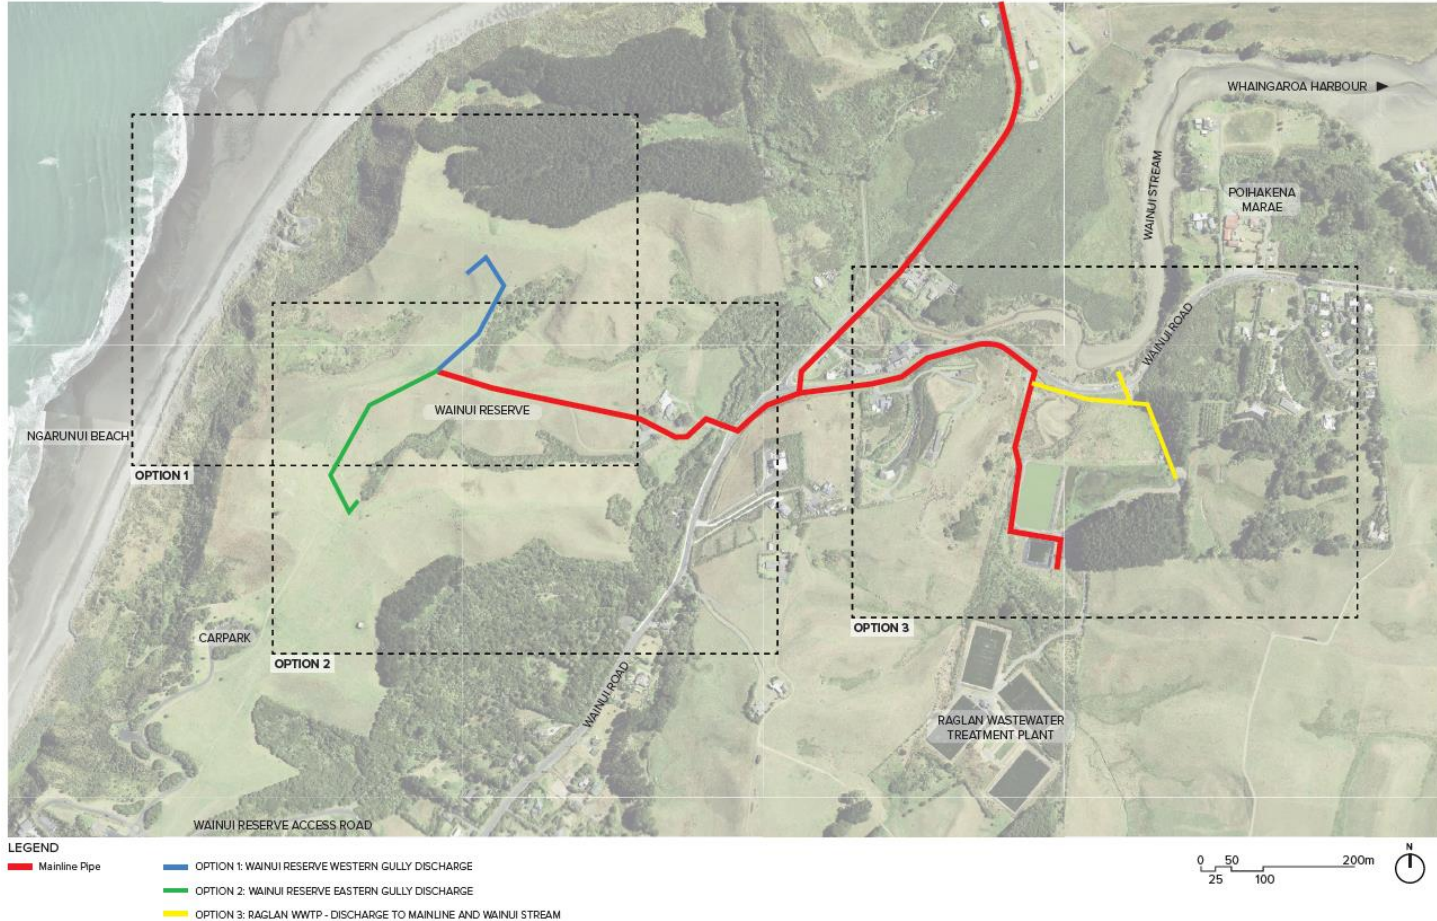 WHAINGAROA HARBOUR
WAINUI STREAM
POIHAKENA
MARAE
WAINUI ROAD
WAINUI RESERVE
NGARUNUI BEACH
OPTION 1
OPTION 3
CARPARK
OPTION 2
WAINUI ROAD
RAGLAN WASTEWATER
TREATMENT PLANT
WAINUI RESERVE ACCESS ROAD
LEGEND
Mainline Pipe
OPTION 1: WAINUI RESERVE WESTERN GULLY DISCHARGE
OPTION 2: WAINUI RESERVE EASTERN GULLY DISCHARGE
OPTION 3: RAGLAN WWTP - DISCHARGE TO MAINLINE AND WAINUI STREAM
0 50 200m
25 100
N